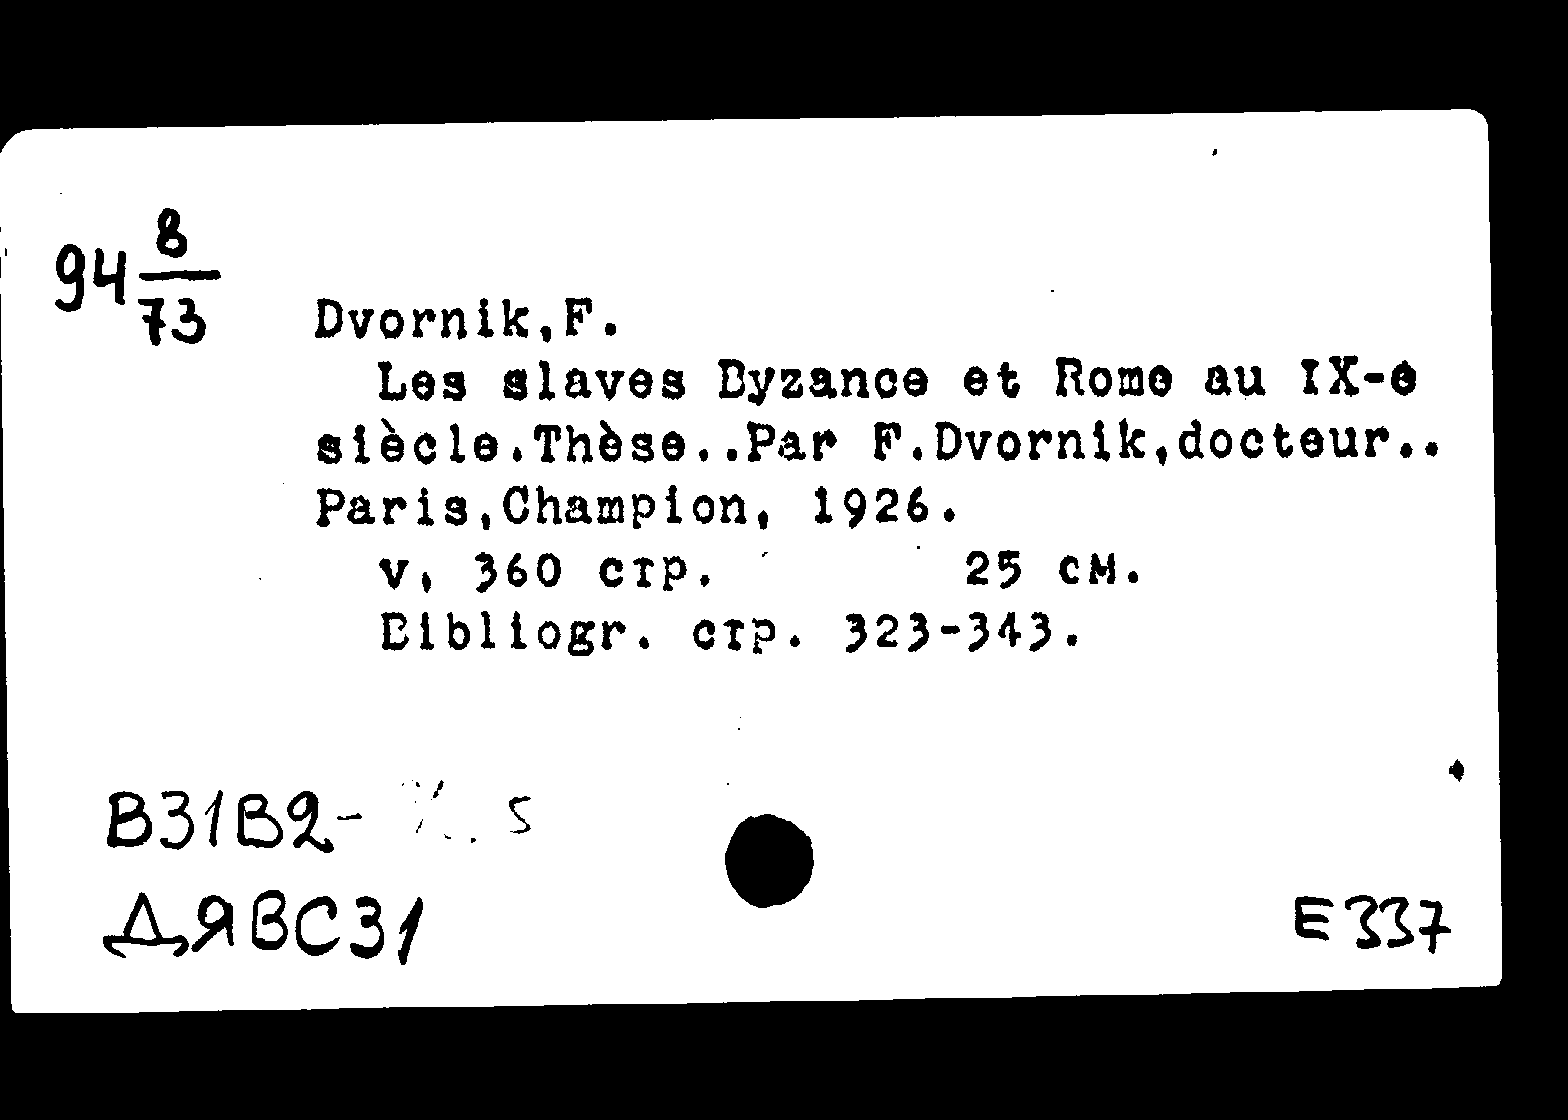 94 8/73
Dvornik,F.
Les slaves Byzance et Rome au IX-e
siècle.Thèse..Par F.Dvornik,docteur..
Paris,Champion, 1926.
v, 360 стр. 25 см.
Bibliogr. стр. 323-343.
В31В2-
ДЯВС31
E337